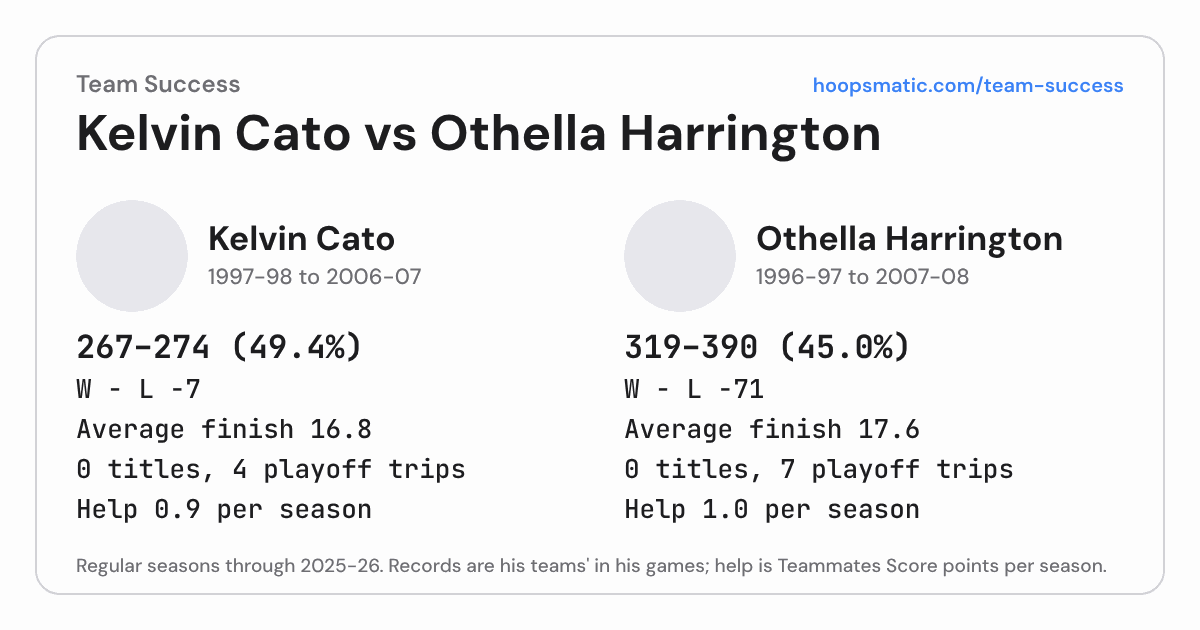 Team Success
hoopsmatic.com/team-success
Kelvin Cato vs Othella Harrington
Kelvin Cato
1997-98 to 2006-07
267-274 (49.4%)
W - L -7
Average finish 16.8
0 titles, 4 playoff trips
Help 0.9 per season
Othella Harrington
1996-97 to 2007-08
319-390 (45.0%)
W - L -71
Average finish 17.6
0 titles, 7 playoff trips
Help 1.0 per season
Regular seasons through 2025-26. Records are his teams' in his games; help is Teammates Score points per season.